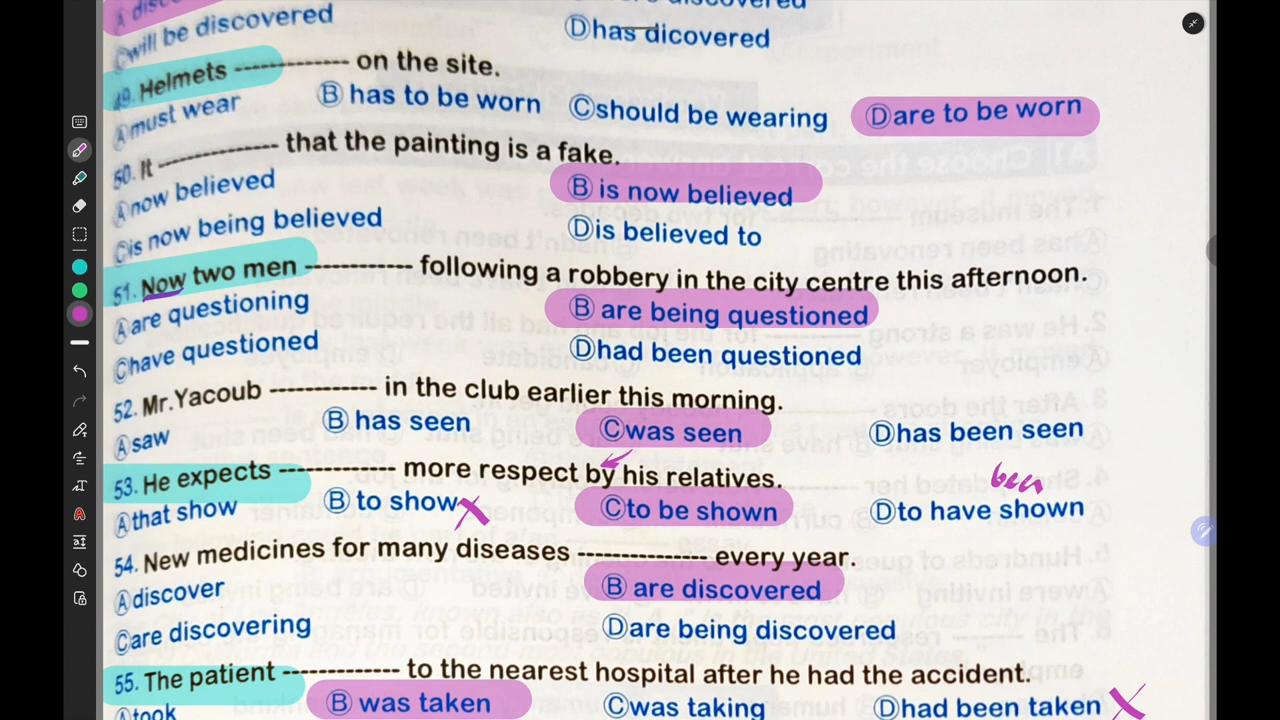 A disc
Cwill be discovered
Dhas dicovered
49. Helmets ------------- on the site.
Amust wear B has to be worn Cshould be wearing Dare to be worn
50. It -------------- that the painting is a fake.
Anow believed B is now believed
Cis now being believed Dis believed to
51. Now two men ------------- following a robbery in the city centre this afternoon.
Aare questioning B are being questioned
Chave questioned Dhad been questioned
52. Mr.Yacoub ------------- in the club earlier this morning.
Asaw B has seen Cwas seen Dhas been seen
been
53. He expects ------------- more respect by his relatives.
Athat show B to show Cto be shown Dto have shown
54. New medicines for many diseases --------------- every year.
Adiscover B are discovered
Care discovering Dare being discovered
55. The patient -------------- to the nearest hospital after he had the accident.
Atook B was taken Cwas taking Dhad been taken